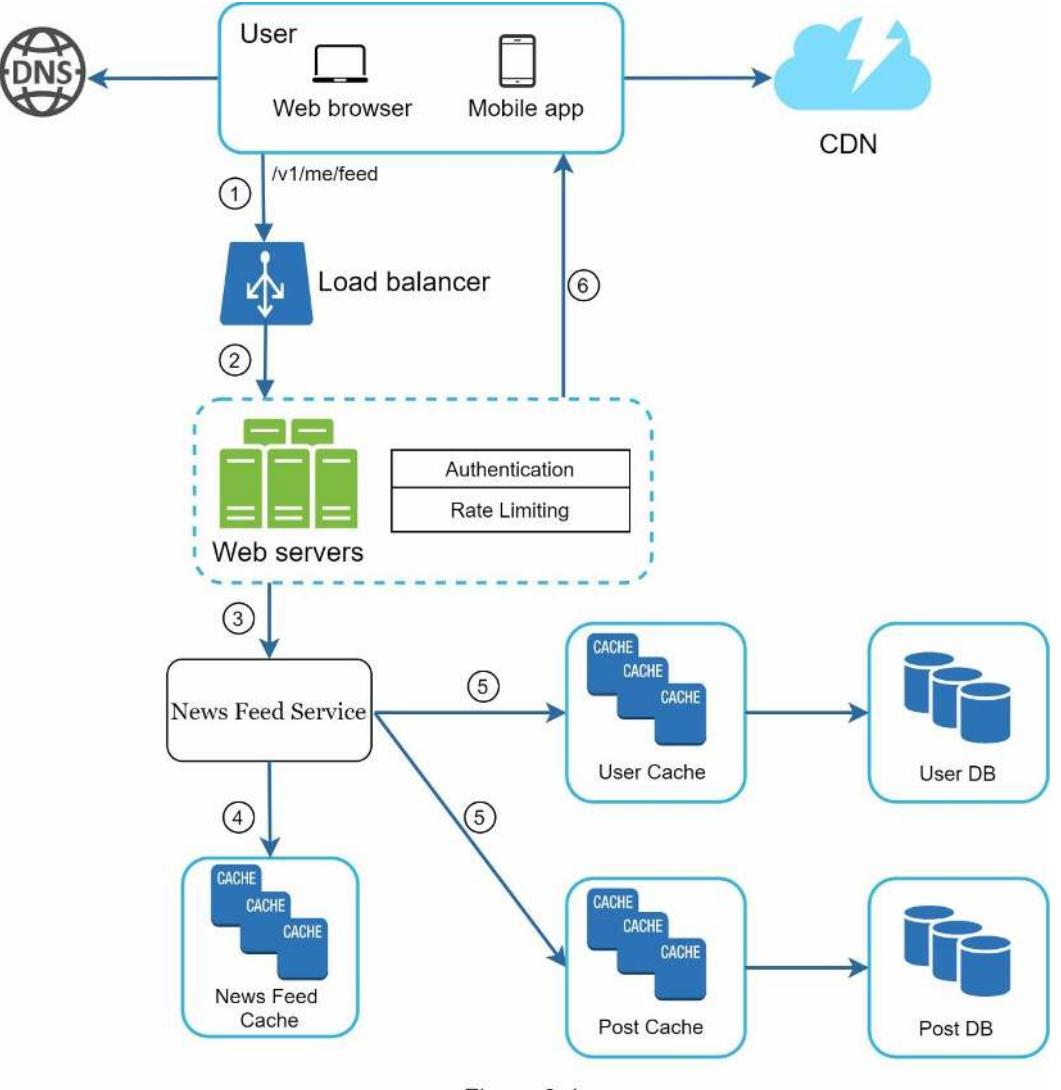 User
DNS
Web browser
Mobile app
CDN
/v1/me/feed
1
Load balancer
6
2
Authentication
Rate Limiting
Web servers
3
CACHE
CACHE
CACHE
5
News Feed Service
User Cache
User DB
4
5
CACHE
CACHE
CACHE
CACHE
CACHE
CACHE
News Feed
Cache
Post Cache
Post DB